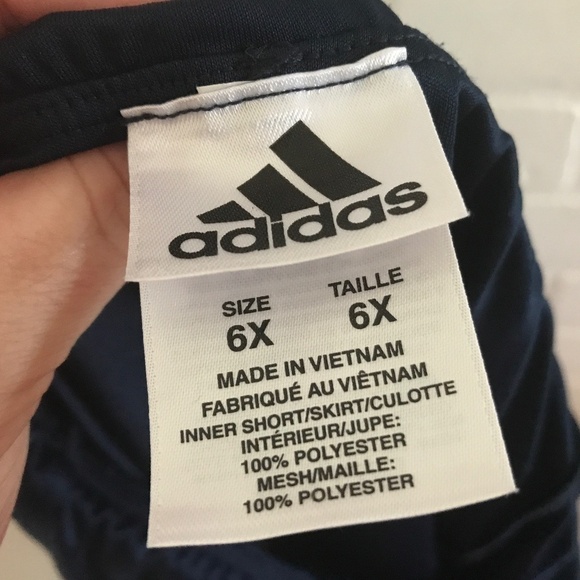 adidas
SIZE TAILLE
6X 6X
MADE IN VIETNAM
FABRIQUÉ AU VIÊTNAM
INNER SHORT/SKIRT/CULOTTE
INTÉRIEUR/JUPE:
100% POLYESTER
MESH/MAILLE:
100% POLYESTER